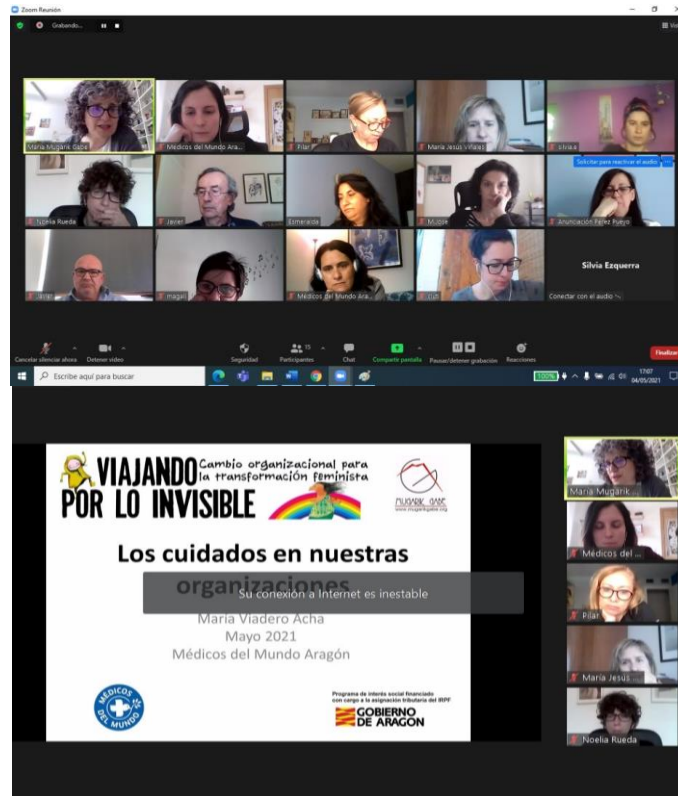 Zoom Reunión
Grabando...
María Mugarik Gabe
Médicos del Mundo Ara...
Pilar
María Jesús Viñales
silvia.a
Solicitar para reactivar el audio
Noelia Rueda
Javier
Esmeralda
Anunciación Pérez Pueyo
Javier
magali
Médicos del Mundo Ara...
Silvia Ezquerra
Conectar con el audio
Cancelar silenciar ahora
Detener video
Seguridad
15
Participantes
Chat
Compartir pantalla
Pausar/detener grabación
Reacciones
Finalizar
Escribe aquí para buscar
100%
17:07
04/05/2021
VIAJANDO
POR LO INVISIBLE
Cambio organizacional para
la transformación feminista
MUGARIK GABE
www.mugarikgabe.org
Los cuidados en nuestras
organizaciones
Su conexión a Internet es inestable
María Viadero Acha
Mayo 2021
Médicos del Mundo Aragón
MEDICOS
DEL MUNDO
Programa de interés social financiado
con cargo a la asignación tributaria del IRPF
GOBIERNO
DE ARAGON
María Mugarik ...
Médicos del ...
Pilar
María Jesús ...
Noelia Rueda